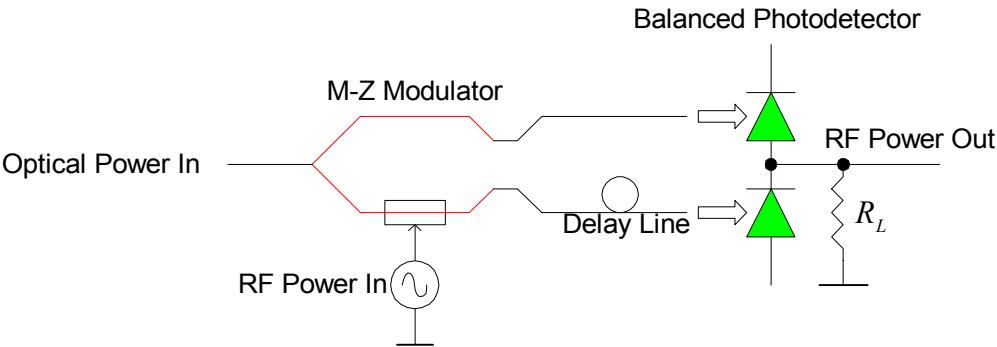 Balanced Photodetector
M-Z Modulator
RF Power Out
Optical Power In
R_L
Delay Line
RF Power In